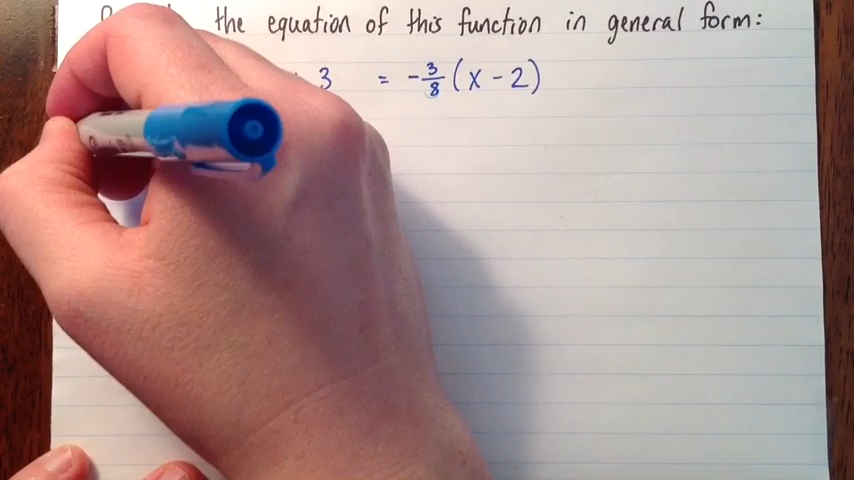 the equation of this function in general form:
3 = -3/8 (x - 2)